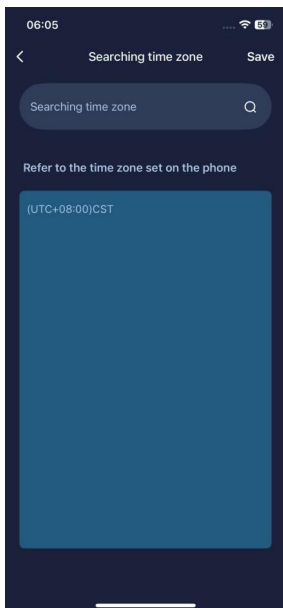 06:05
59
Searching time zone
Save
Searching time zone
Refer to the time zone set on the phone
(UTC+08:00)CST